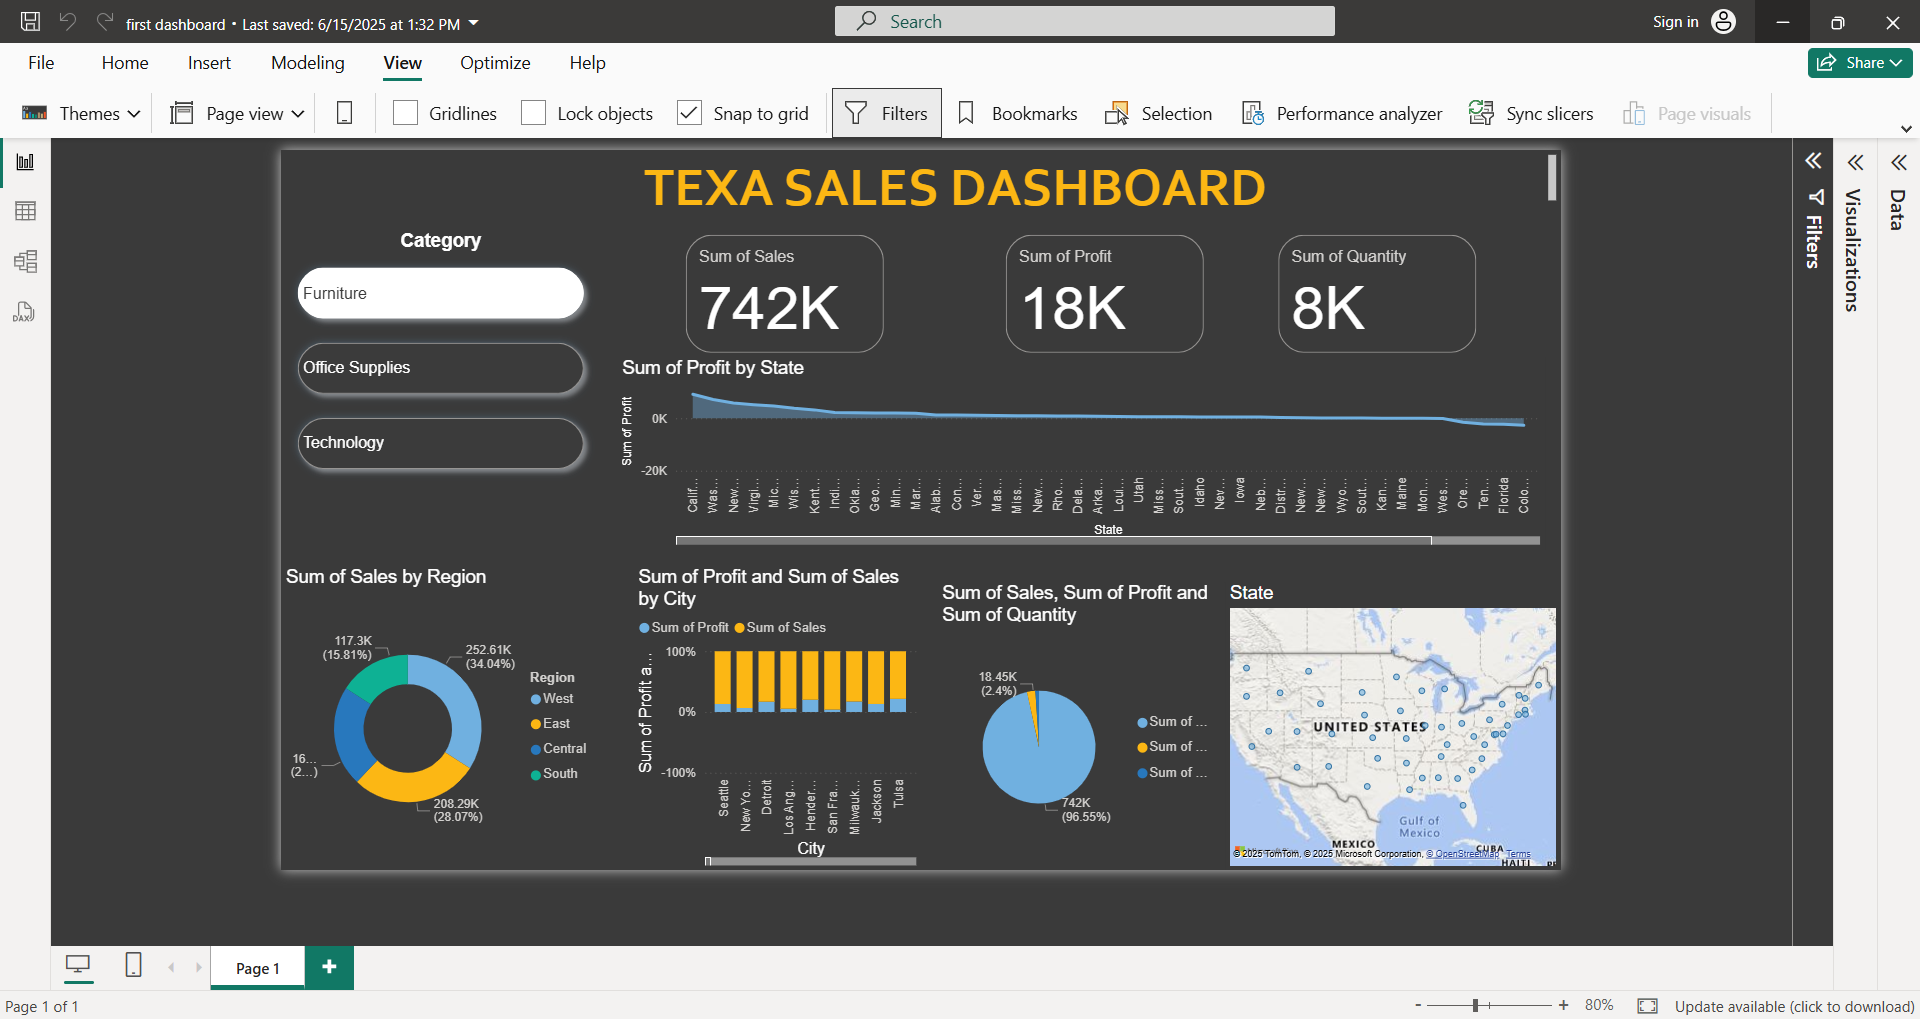 first dashboard • Last saved: 6/15/2025 at 1:32 PM
Search
Sign in
File Home Insert Modeling View Optimize Help
Share
Themes Page view Gridlines Lock objects Snap to grid Filters Bookmarks Selection Performance analyzer Sync slicers Page visuals
TEXA SALES DASHBOARD
Category
Furniture
Office Supplies
Technology
Sum of Sales
742K
Sum of Profit
18K
Sum of Quantity
8K
Sum of Profit by State
Sum of Profit
0K
-20K
Calif... Was... New... Virgi... Mic... Wis... Kent... Indi... Okla... Geo... Min... Mar... Alab... Con... Ver... Mas... Miss... New... Rho... Dela... Arka... Loui... Utah Miss... Sout... Idaho Nev... Iowa Neb... Distr... New... New... Wyo... Sout... Kan... Maine Mon... Wes... Ore... Ten... Florida Colo...
State
Sum of Sales by Region
117.3K
(15.81%)
252.61K
(34.04%)
16...
(2...)
208.29K
(28.07%)
Region
West
East
Central
South
Sum of Profit and Sum of Sales
by City
Sum of Profit Sum of Sales
Sum of Profit a...
100%
0%
-100%
Seattle New Yo... Detroit Los Ang... Hender... San Fra... Milwauk... Jackson Tulsa
City
Sum of Sales, Sum of Profit and
Sum of Quantity
18.45K
(2.4%)
742K
(96.55%)
Sum of ...
Sum of ...
Sum of ...
State
UNITED STATES
Gulf of
Mexico
MEXICO
CUBA
HAITI
© 2025 TomTom, © 2025 Microsoft Corporation, © OpenStreetMap Terms
Filters
Visualizations
Data
DAX
Page 1
Page 1 of 1
- + 80%
Update available (click to download)